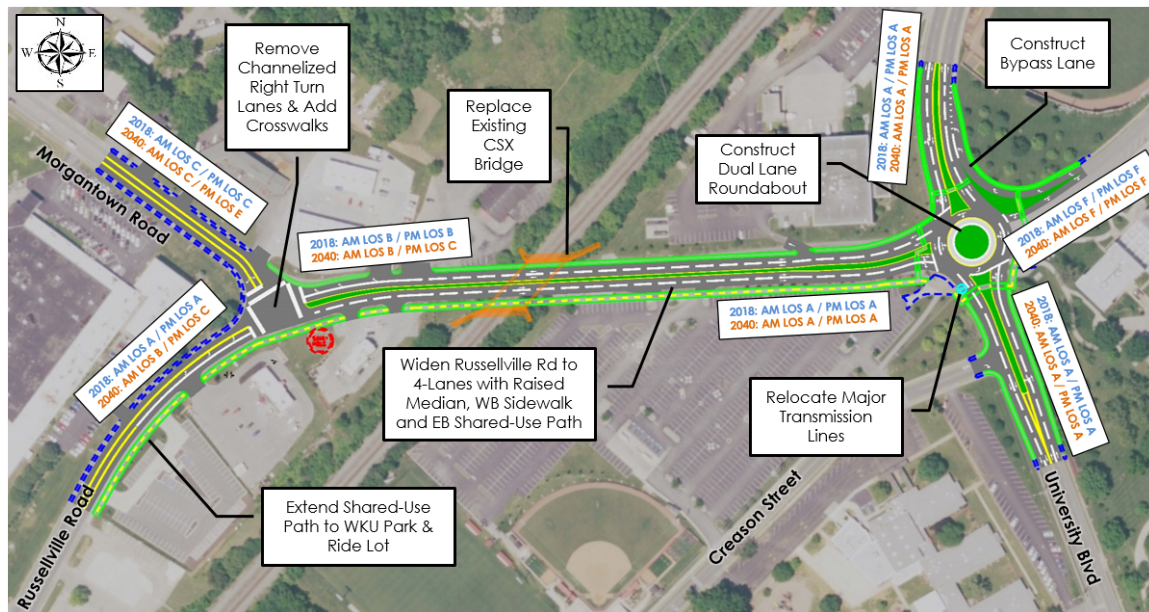 N
W
E
S
Remove
Channelized
Right Turn
Lanes & Add
Crosswalks
Replace
Existing
CSX
Bridge
Construct
Bypass Lane
Construct
Dual Lane
Roundabout
2018: AM LOS A / PM LOS A
2040: AM LOS A / PM LOS A
2018: AM LOS C / PM LOS C
2040: AM LOS C / PM LOS E
Morgantown Road
2018: AM LOS B / PM LOS B
2040: AM LOS B / PM LOS C
2018: AM LOS F / PM LOS F
2040: AM LOS F / PM LOS F
2018: AM LOS A / PM LOS A
2040: AM LOS B / PM LOS C
2018: AM LOS A / PM LOS A
2040: AM LOS A / PM LOS A
2018: AM LOS A / PM LOS A
2040: AM LOS A / PM LOS A
Widen Russellville Rd to
4-Lanes with Raised
Median, WB Sidewalk
and EB Shared-Use Path
Relocate Major
Transmission
Lines
Extend Shared-Use
Path to WKU Park &
Ride Lot
Russellville Road
Creason Street
University Blvd